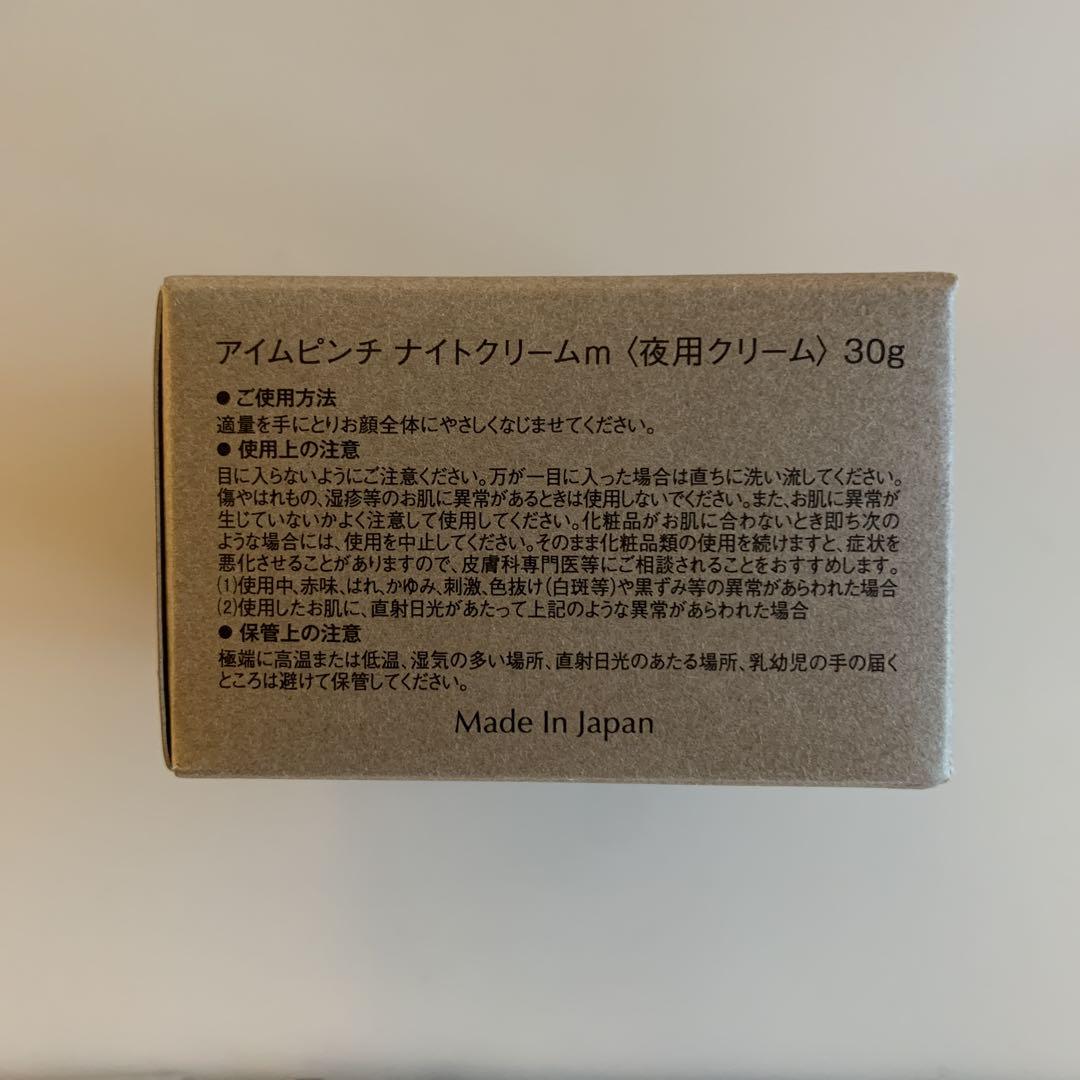 アイムピンチ ナイトクリームm〈夜用クリーム〉30g
● ご使用方法
適量を手にとりお顔全体にやさしくなじませてください。
● 使用上の注意
目に入らないようにご注意ください。万が一目に入った場合は直ちに洗い流してください。
傷やはれもの、湿疹等のお肌に異常があるときは使用しないでください。また、お肌に異常が
生じていないかよく注意して使用してください。化粧品がお肌に合わないとき即ち次の
ような場合には、使用を中止してください。そのまま化粧品類の使用を続けますと、症状を
悪化させることがありますので、皮膚科専門医等にご相談されることをおすすめします。
(1)使用中、赤味、はれ、かゆみ、刺激、色抜け(白斑等)や黒ずみ等の異常があらわれた場合
(2)使用したお肌に、直射日光があたって上記のような異常があらわれた場合
● 保管上の注意
極端に高温または低温、湿気の多い場所、直射日光のあたる場所、乳幼児の手の届く
ところは避けて保管してください。
Made In Japan